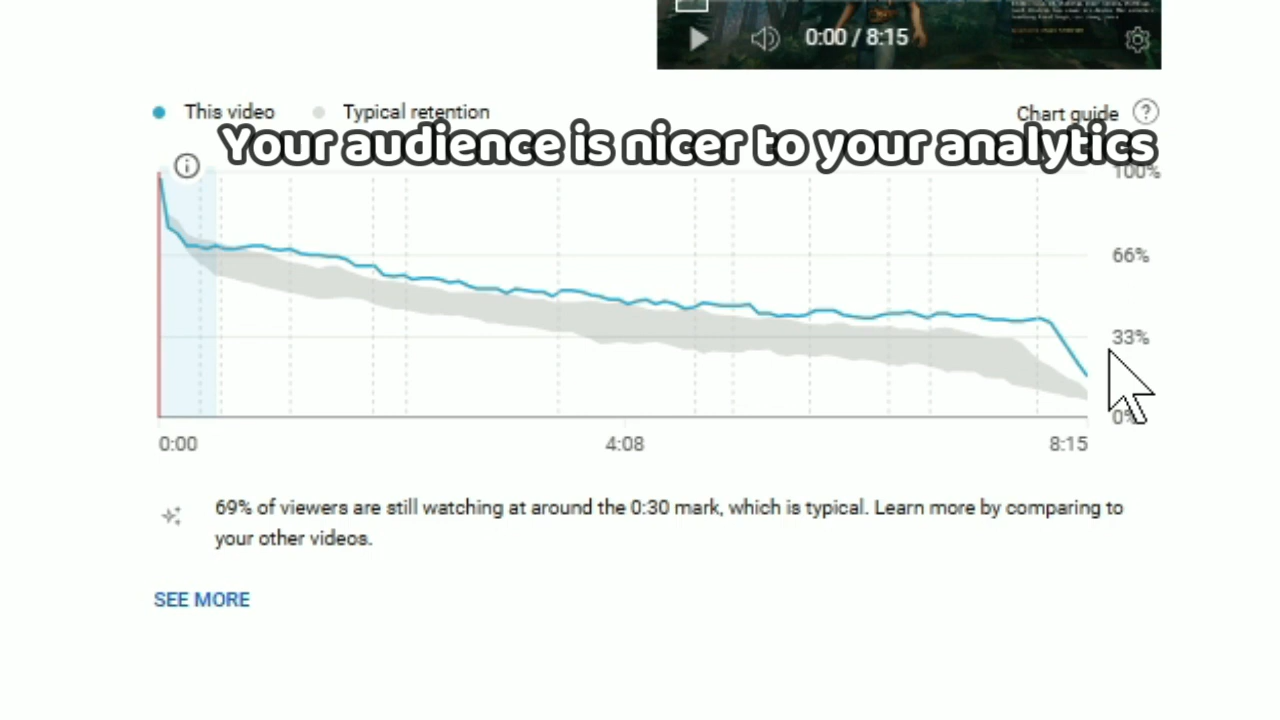 0:00 / 8:15
This video
Typical retention
Chart guide
?
Your audience is nicer to your analytics
100%
66%
33%
0%
0:00
4:08
8:15
69% of viewers are still watching at around the 0:30 mark, which is typical. Learn more by comparing to
your other videos.
SEE MORE